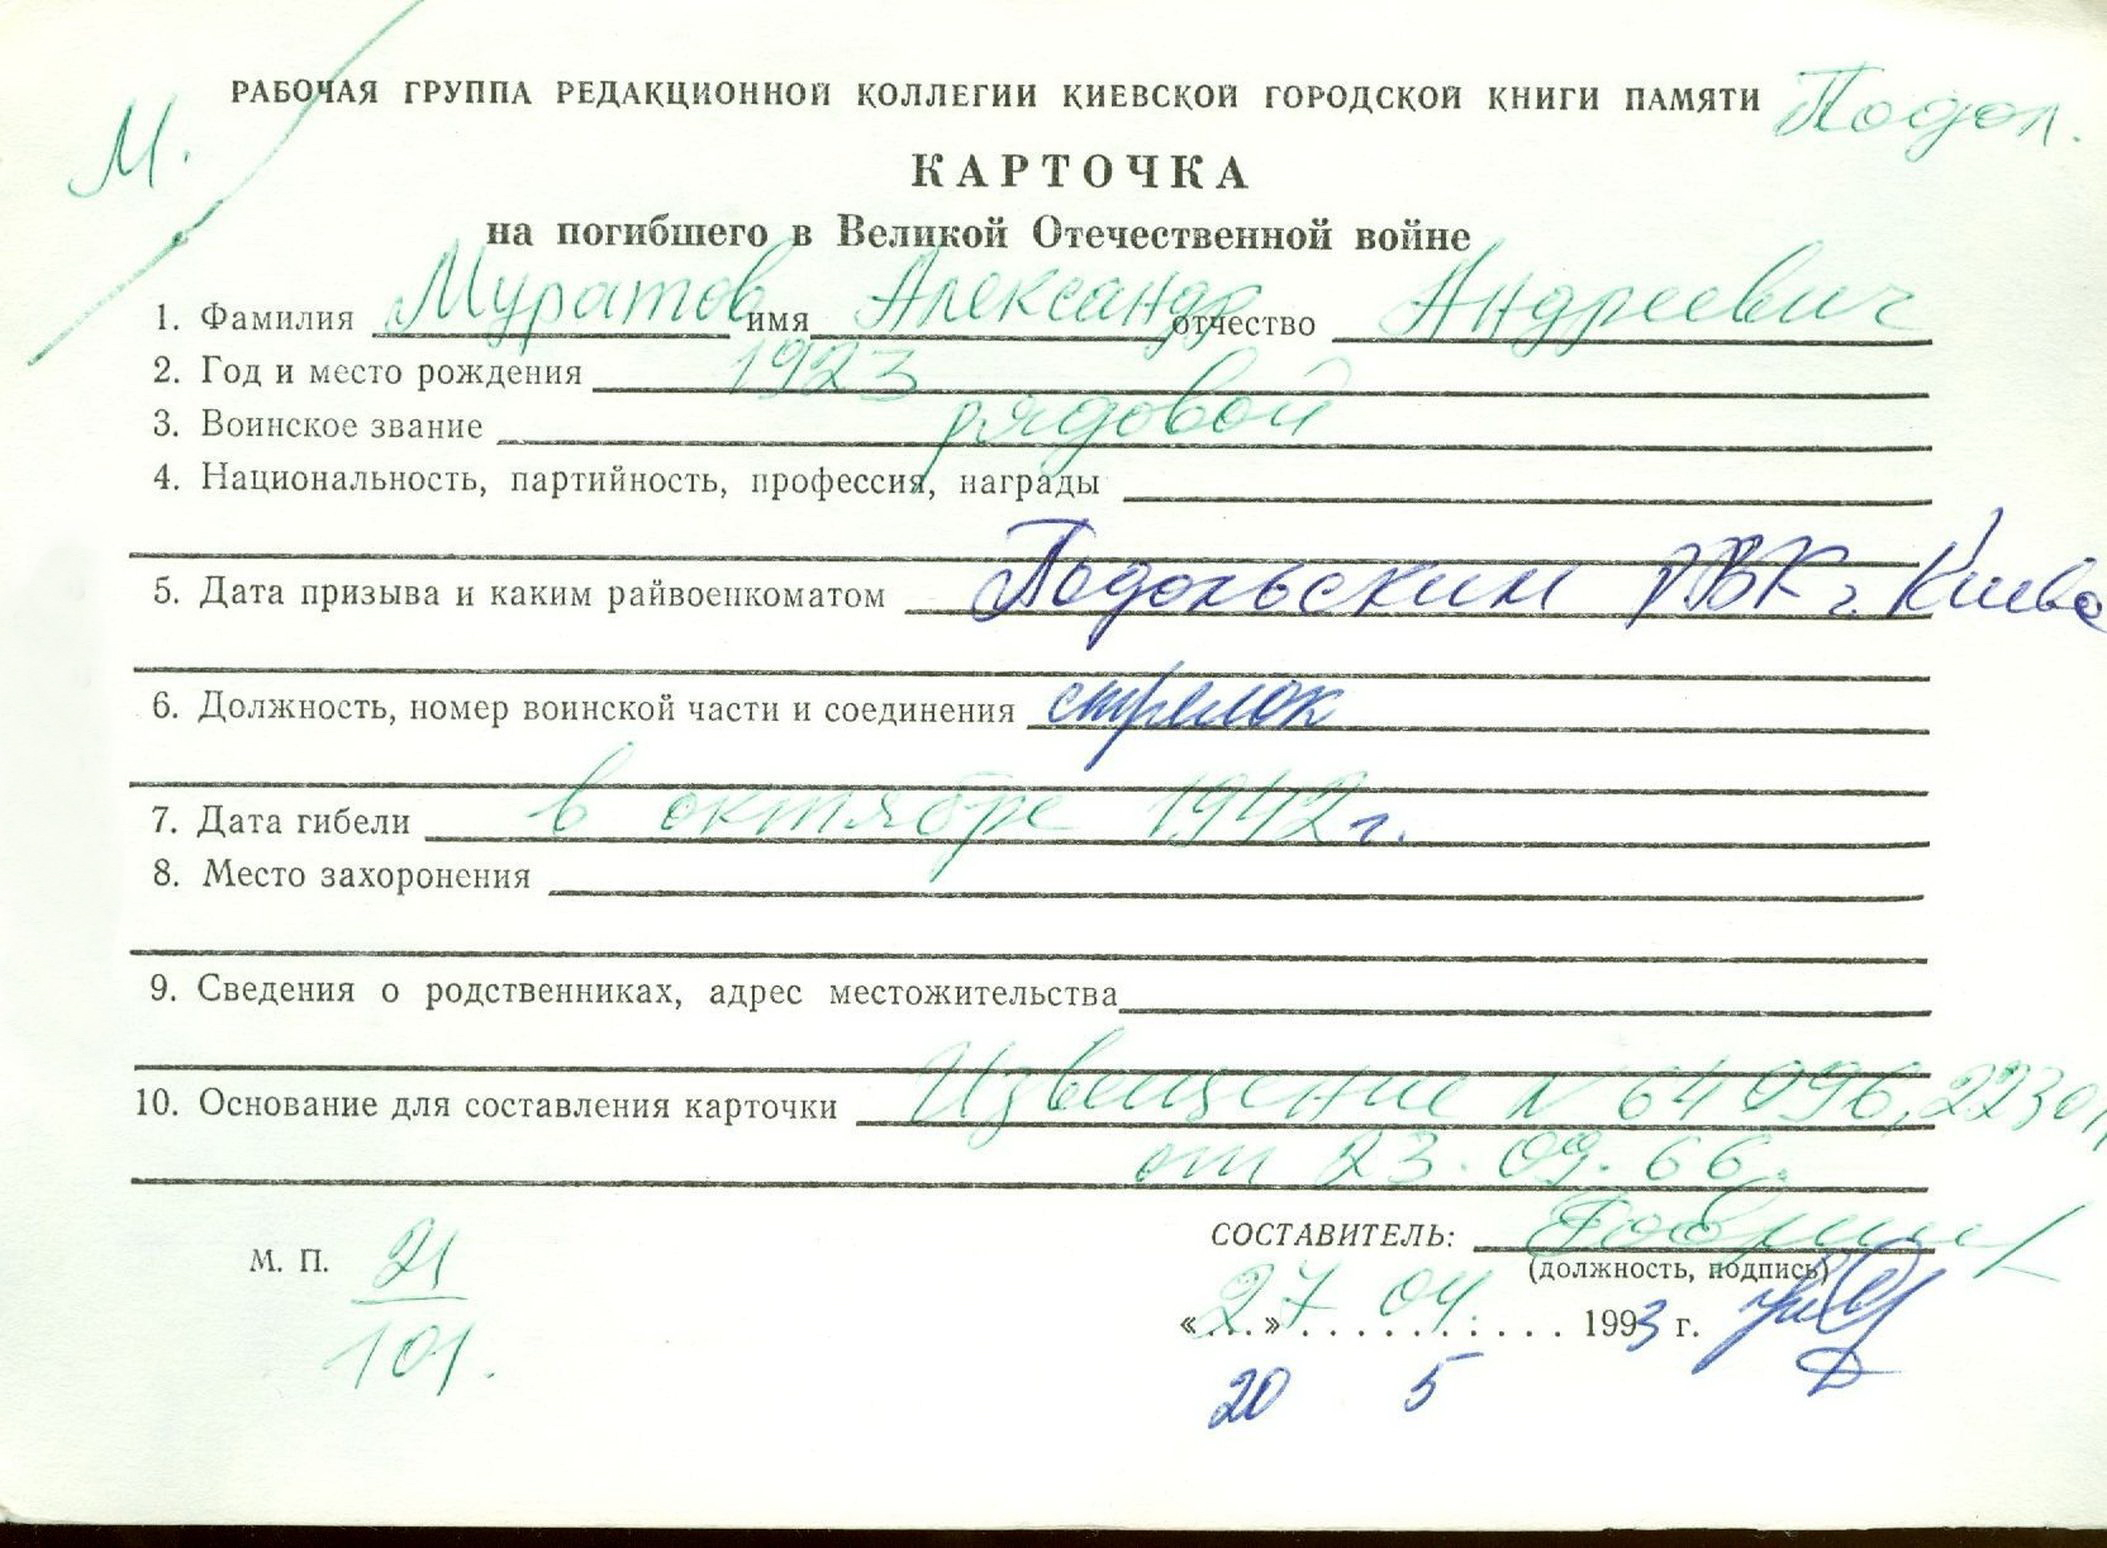 РАБОЧАЯ ГРУППА РЕДАКЦИОННОЙ КОЛЛЕГИИ КИЕВСКОЙ ГОРОДСКОЙ КНИГИ ПАМЯТИ Подол.
М.
КАРТОЧКА
на погибшего в Великой Отечественной войне
1. Фамилия Муратов имя Александр отчество Андреевич
2. Год и место рождения 1923
3. Воинское звание рядовой
4. Национальность, партийность, профессия, награды
5. Дата призыва и каким райвоенкоматом Подольским РВК г. Киева
6. Должность, номер воинской части и соединения стрелок
7. Дата гибели в октябре 1942 г.
8. Место захоронения
9. Сведения о родственниках, адрес местожительства
10. Основание для составления карточки Извещение N 64096,
от 23.09.66.
СОСТАВИТЕЛЬ:
М. П. 21
(должность, подпись)
101.
«27» 04. 1993 г.
20 5